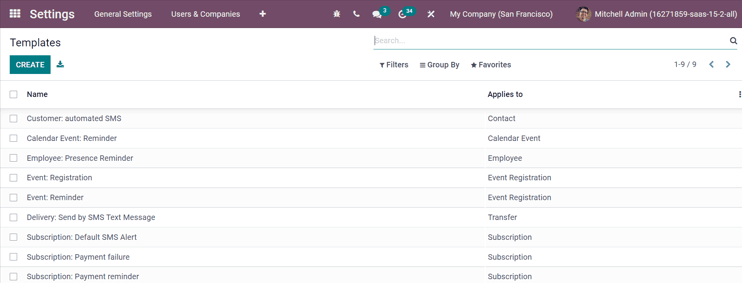 Settings General Settings Users & Companies + 3 34 My Company (San Francisco) Mitchell Admin (16271859-saas-15-2-all)
Templates Search...
CREATE Filters Group By Favorites 1-9 / 9
Name Applies to
Customer: automated SMS Contact
Calendar Event: Reminder Calendar Event
Employee: Presence Reminder Employee
Event: Registration Event Registration
Event: Reminder Event Registration
Delivery: Send by SMS Text Message Transfer
Subscription: Default SMS Alert Subscription
Subscription: Payment failure Subscription
Subscription: Payment reminder Subscription